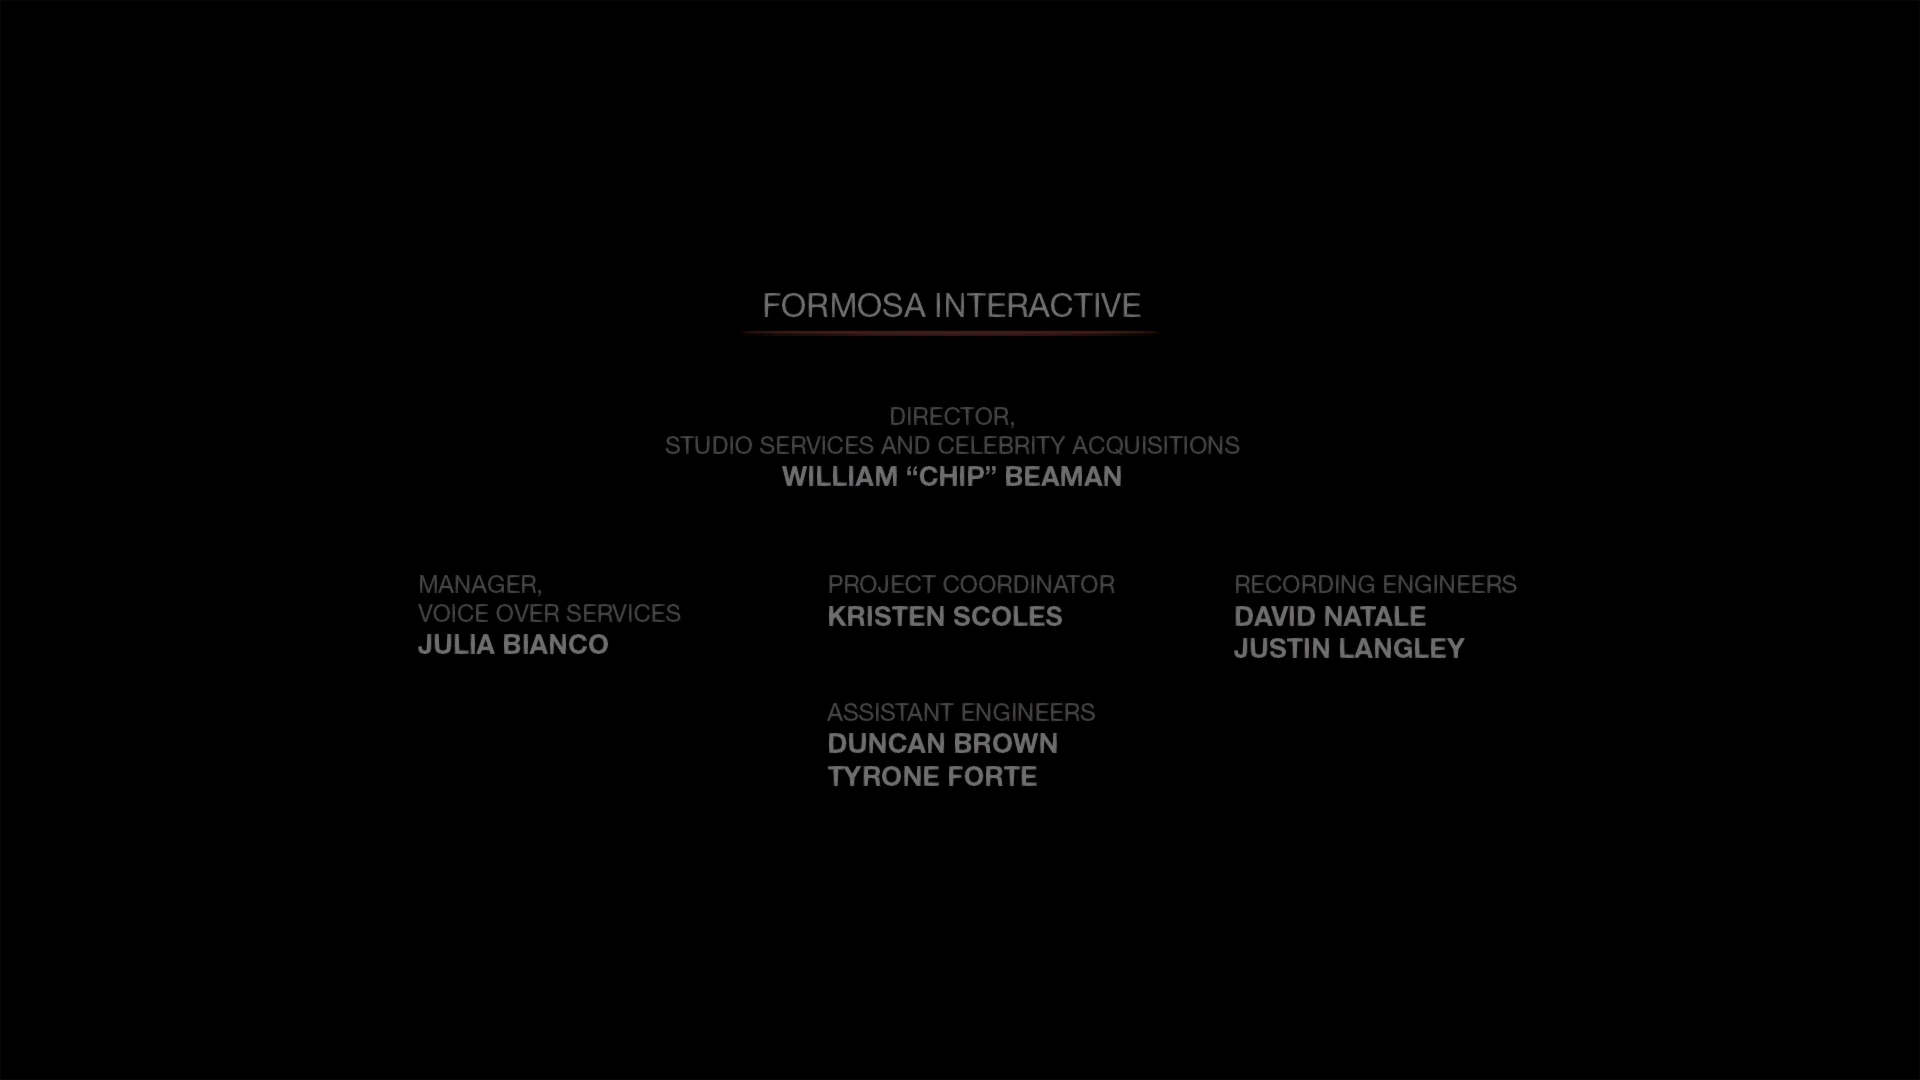 FORMOSA INTERACTIVE
DIRECTOR,
STUDIO SERVICES AND CELEBRITY ACQUISITIONS
WILLIAM “CHIP” BEAMAN
MANAGER,
VOICE OVER SERVICES
JULIA BIANCO
PROJECT COORDINATOR
KRISTEN SCOLES
RECORDING ENGINEERS
DAVID NATALE
JUSTIN LANGLEY
ASSISTANT ENGINEERS
DUNCAN BROWN
TYRONE FORTE